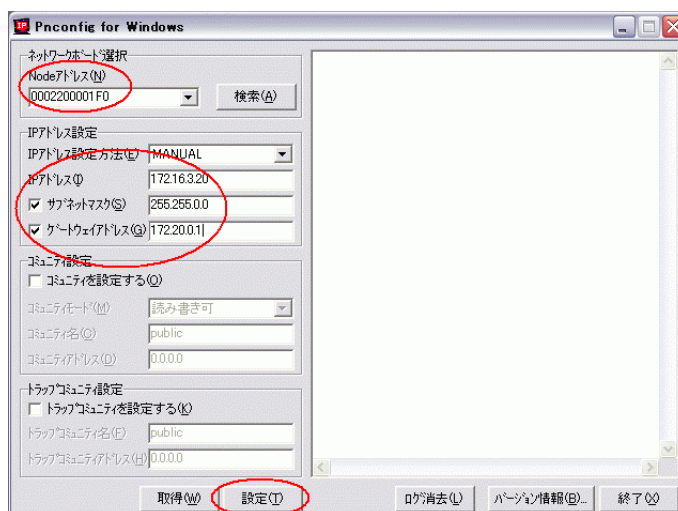 Pnconfig for Windows
ネットワークボード選択
Nodeアドレス(N)
0002200001F0
検索(A)
IPアドレス設定
IPアドレス設定方法(E) MANUAL
IPアドレス(I) 172.16.3.20
サブネットマスク(S) 255.255.0.0
ゲートウェイアドレス(G) 172.20.0.1
コミュニティ設定
コミュニティを設定する(O)
コミュニティモード(M) 読み書き可
コミュニティ名(C) public
コミュニティアドレス(D) 0.0.0.0
トラップコミュニティ設定
トラップコミュニティを設定する(K)
トラップコミュニティ名(F) public
トラップコミュニティアドレス(H) 0.0.0.0
取得(W) 設定(T) ログ消去(L) バージョン情報(B)... 終了(X)